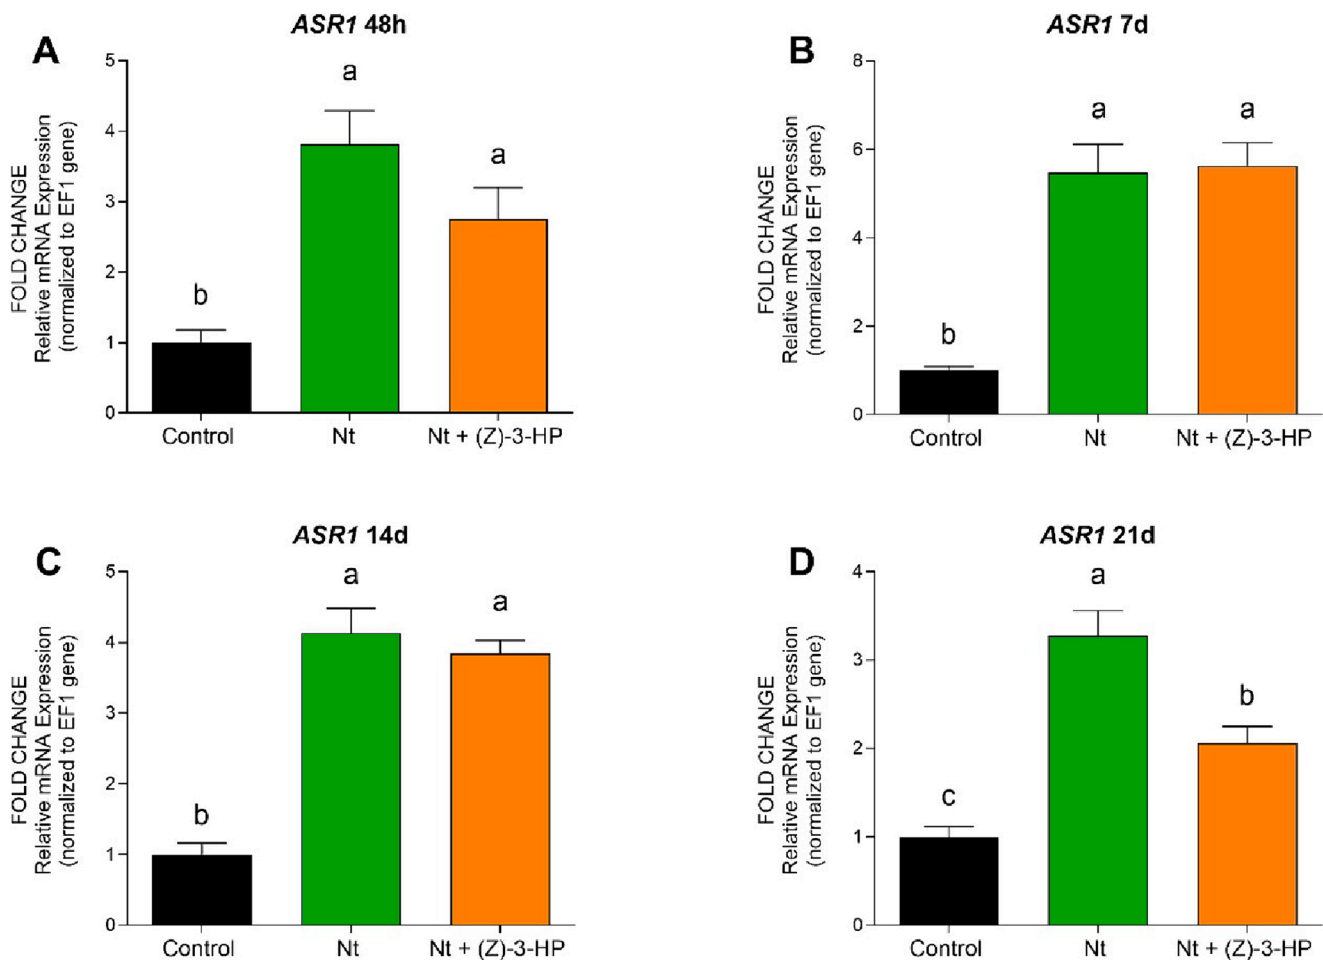 A
ASR1 48h
FOLD CHANGE
Relative mRNA Expression
(normalized to EF1 gene)
5
4
3
2
1
0
b
a
a
Control
Nt
Nt + (Z)-3-HP
B
ASR1 7d
FOLD CHANGE
Relative mRNA Expression
(normalized to EF1 gene)
8
6
4
2
0
b
a
a
Control
Nt
Nt + (Z)-3-HP
C
ASR1 14d
FOLD CHANGE
Relative mRNA Expression
(normalized to EF1 gene)
5
4
3
2
1
0
b
a
a
Control
Nt
Nt + (Z)-3-HP
D
ASR1 21d
FOLD CHANGE
Relative mRNA Expression
(normalized to EF1 gene)
4
3
2
1
0
c
a
b
Control
Nt
Nt + (Z)-3-HP